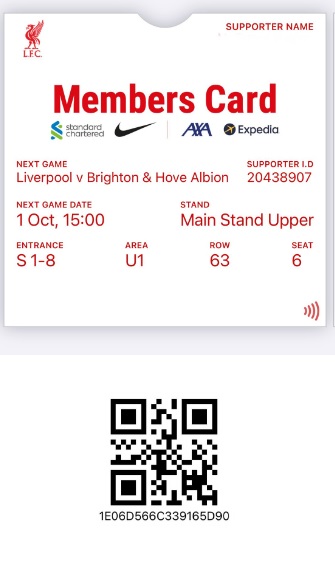 SUPPORTER NAME
L.F.C.
Members Card
standard chartered
AXA
Expedia
NEXT GAME
SUPPORTER I.D
Liverpool v Brighton & Hove Albion
20438907
NEXT GAME DATE
STAND
1 Oct, 15:00
Main Stand Upper
ENTRANCE
AREA
ROW
SEAT
S 1-8
U1
63
6
1E06D566C339165D90